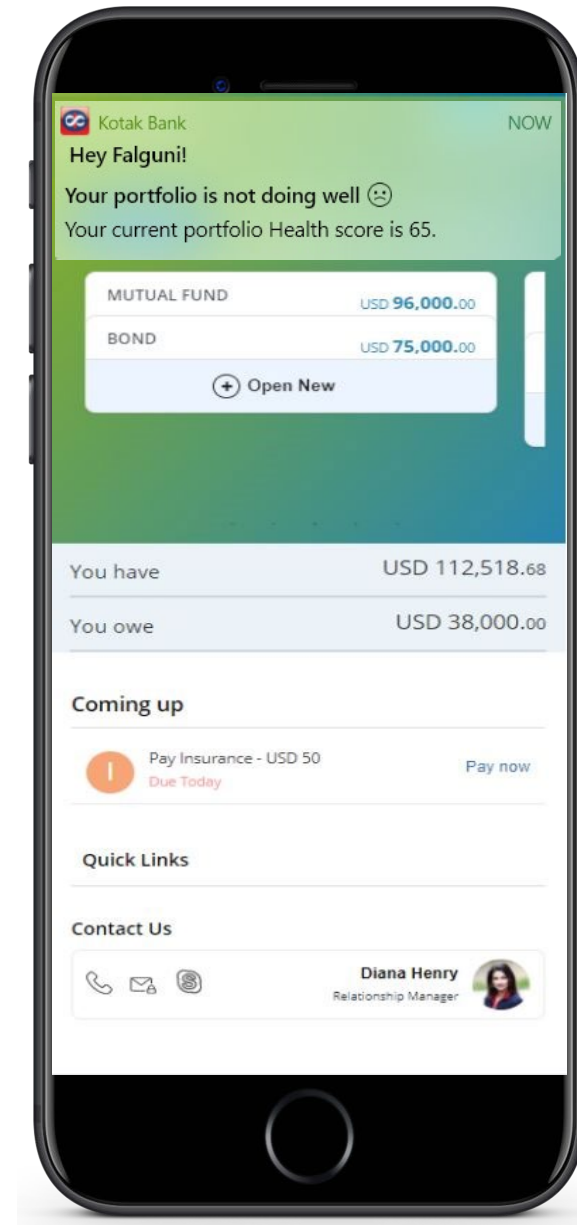 Kotak Bank NOW
Hey Falguni!
Your portfolio is not doing well
Your current portfolio Health score is 65.
MUTUAL FUND USD 96,000.00
BOND USD 75,000.00
Open New
You have USD 112,518.68
You owe USD 38,000.00
Coming up
I Pay Insurance - USD 50 Pay now
Due Today
Quick Links
Contact Us
Diana Henry
Relationship Manager